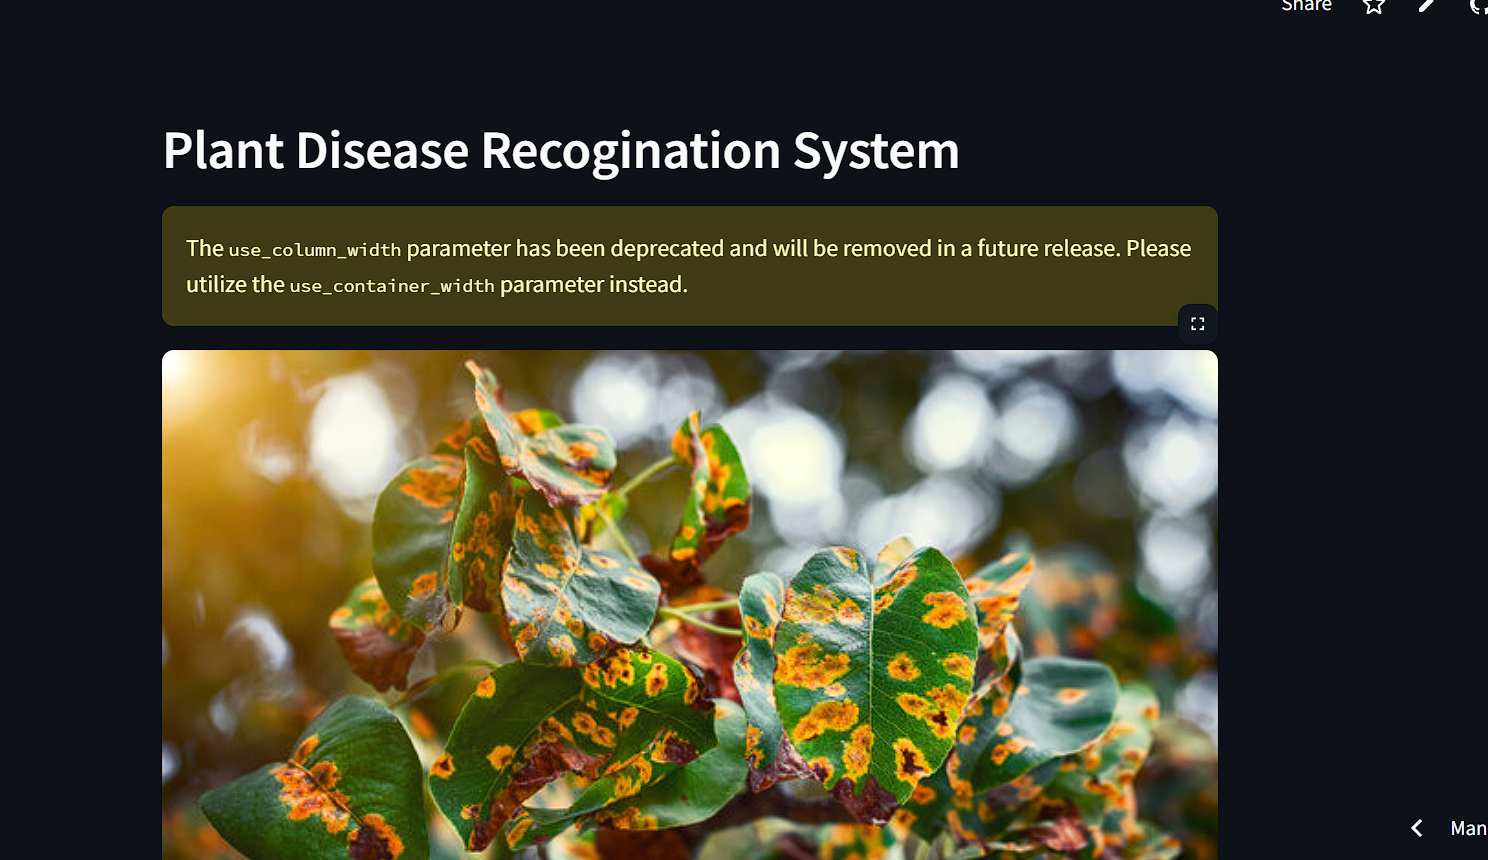 Share
Plant Disease Recogination System
The use_column_width parameter has been deprecated and will be removed in a future release. Please
utilize the use_container_width parameter instead.
Man